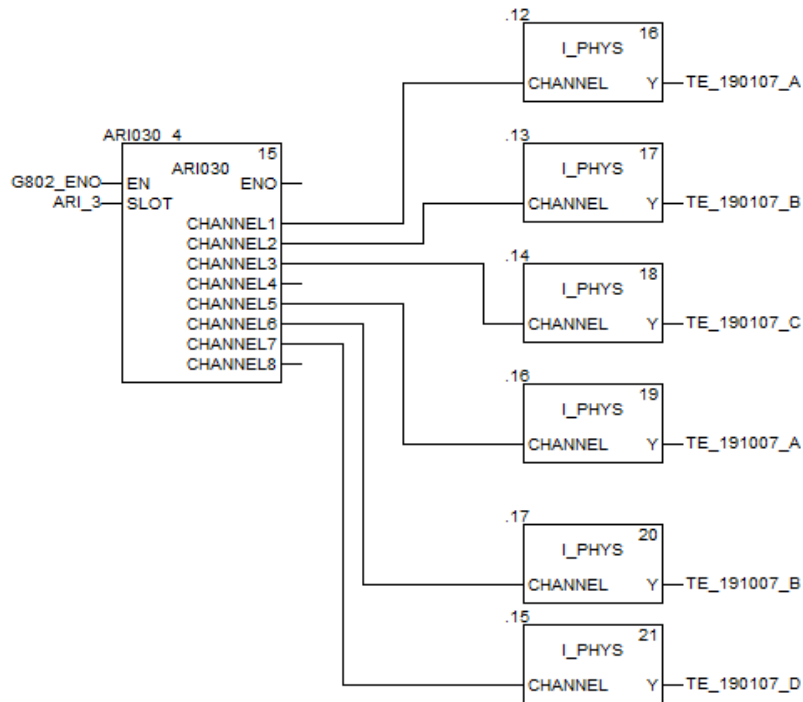 .12
16
I_PHYS
CHANNEL Y TE_190107_A
ARI030 4
15
ARI030
G802_ENO EN ENO
ARI_3 SLOT
CHANNEL1
CHANNEL2
CHANNEL3
CHANNEL4
CHANNEL5
CHANNEL6
CHANNEL7
CHANNEL8
.13
17
I_PHYS
CHANNEL Y TE_190107_B
.14
18
I_PHYS
CHANNEL Y TE_190107_C
.16
19
I_PHYS
CHANNEL Y TE_191007_A
.17
20
I_PHYS
CHANNEL Y TE_191007_B
.15
21
I_PHYS
CHANNEL Y TE_190107_D